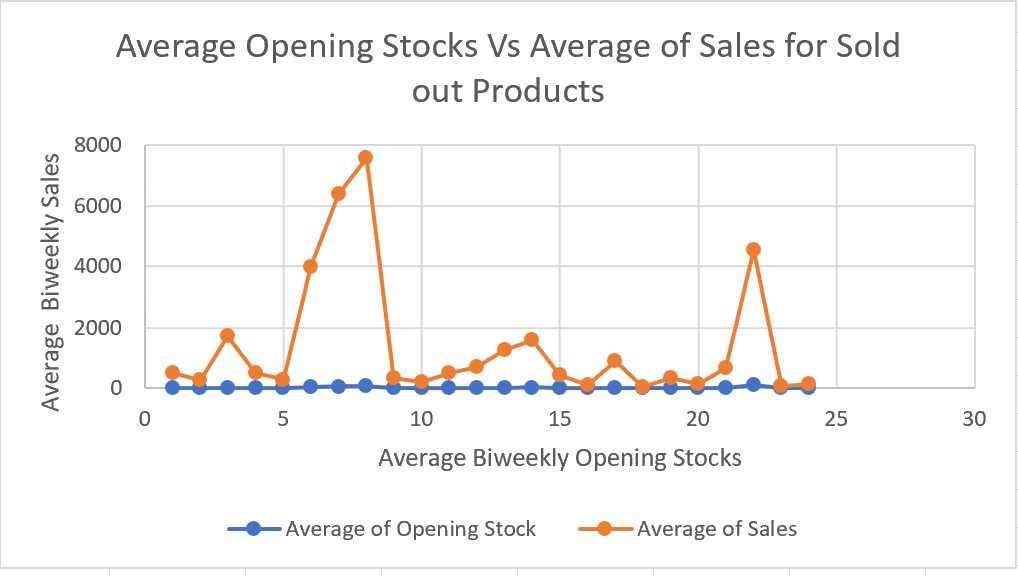 Average Opening Stocks Vs Average of Sales for Sold
out Products
Average  Biweekly Sales
8000
6000
4000
2000
0
0 5 10 15 20 25 30
Average Biweekly Opening Stocks
Average of Opening Stock Average of Sales